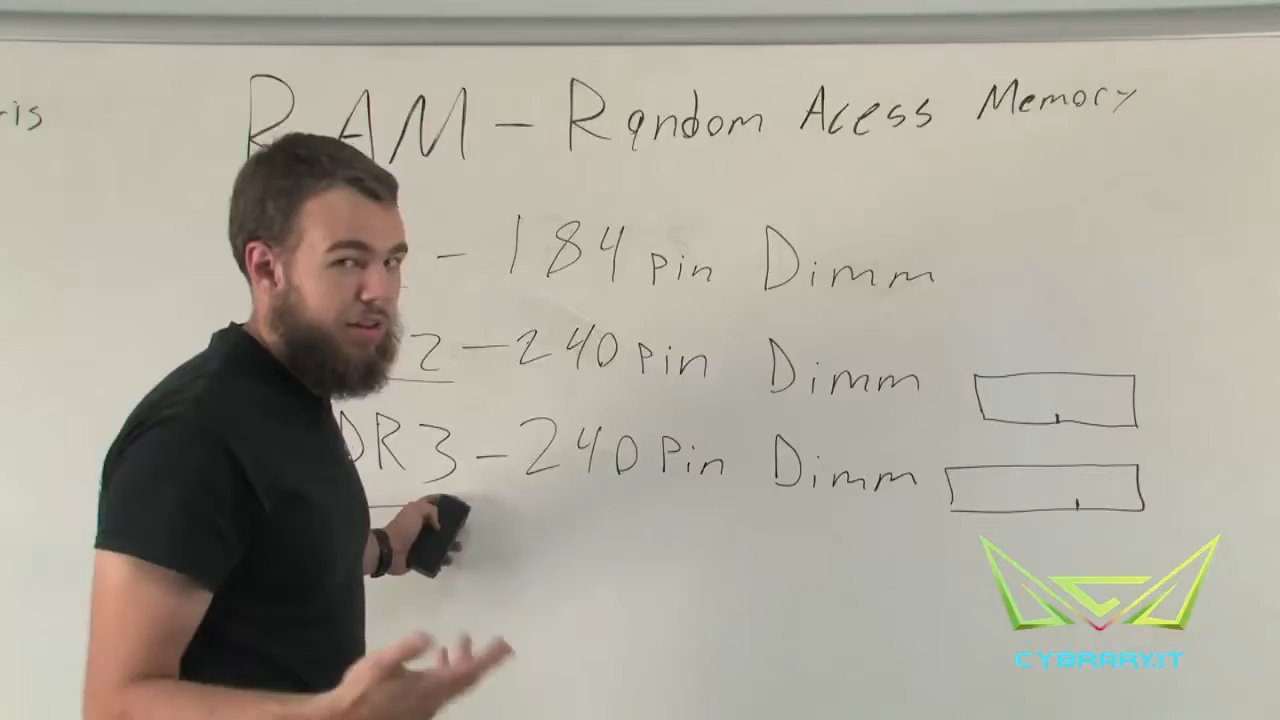 ris
RAM - Random Acess Memory
- 184 pin Dimm
2 - 240 pin Dimm
DR3 - 240 Pin Dimm
CYBRARY.IT